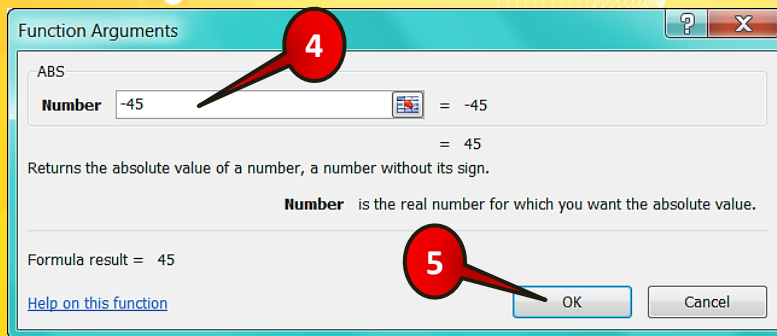 Function Arguments
? X
4
ABS
Number -45 = -45
= 45
Returns the absolute value of a number, a number without its sign.
Number is the real number for which you want the absolute value.
Formula result = 45
5
Help on this function OK Cancel